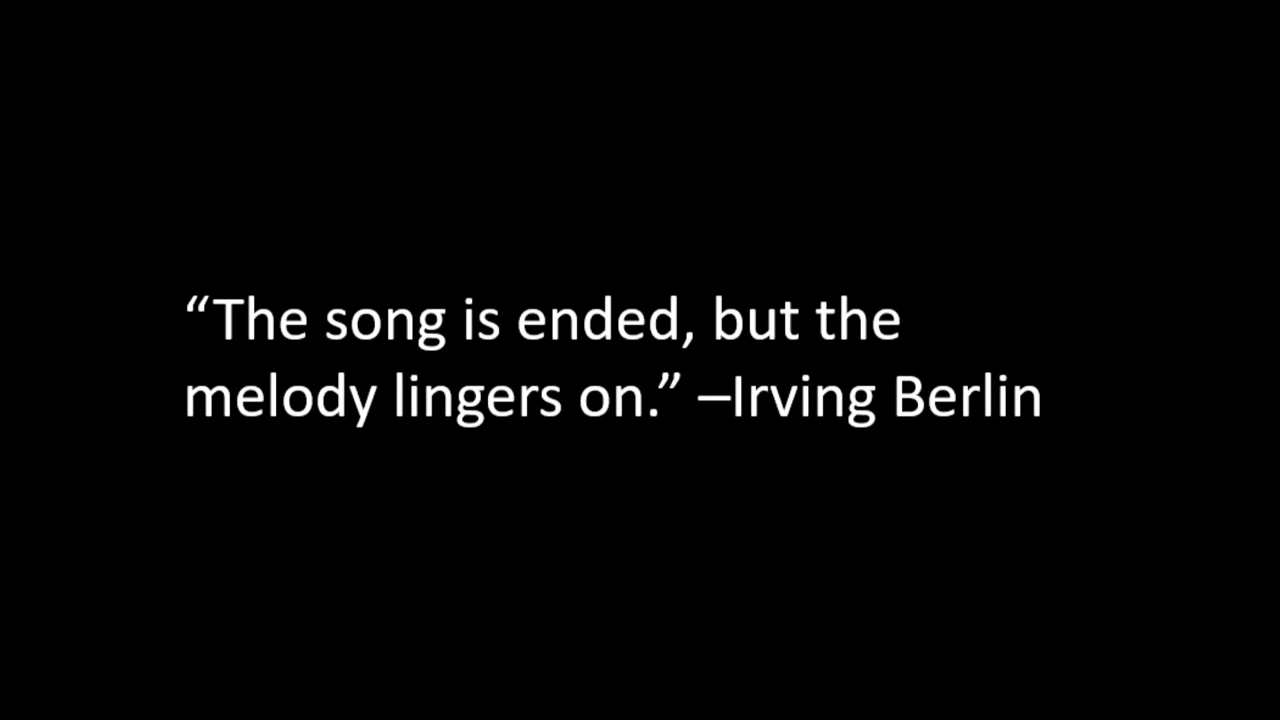 “The song is ended, but the
melody lingers on.” –Irving Berlin